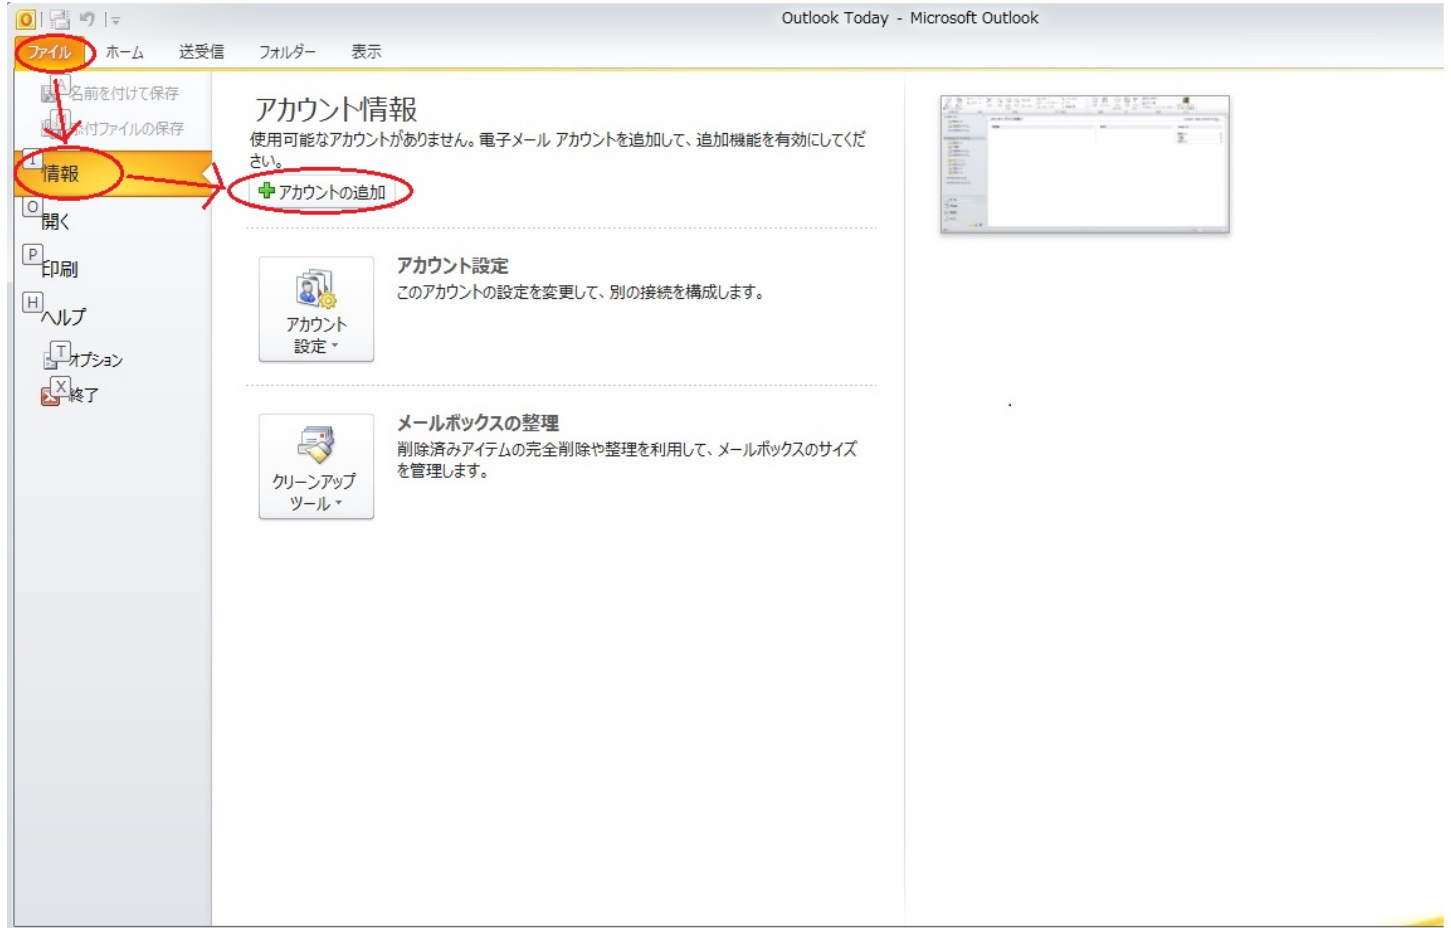 Outlook Today - Microsoft Outlook
ファイル ホーム 送受信 フォルダー 表示
A 名前を付けて保存
付ファイルの保存
I 情報
O 開く
P 印刷
H ヘルプ
T オプション
X 終了
アカウント情報
使用可能なアカウントがありません。電子メール アカウントを追加して、追加機能を有効にしてくだ
さい。
アカウントの追加
アカウント
設定
アカウント設定
このアカウントの設定を変更して、別の接続を構成します。
クリーンアップ
ツール
メールボックスの整理
削除済みアイテムの完全削除や整理を利用して、メールボックスのサイズ
を管理します。